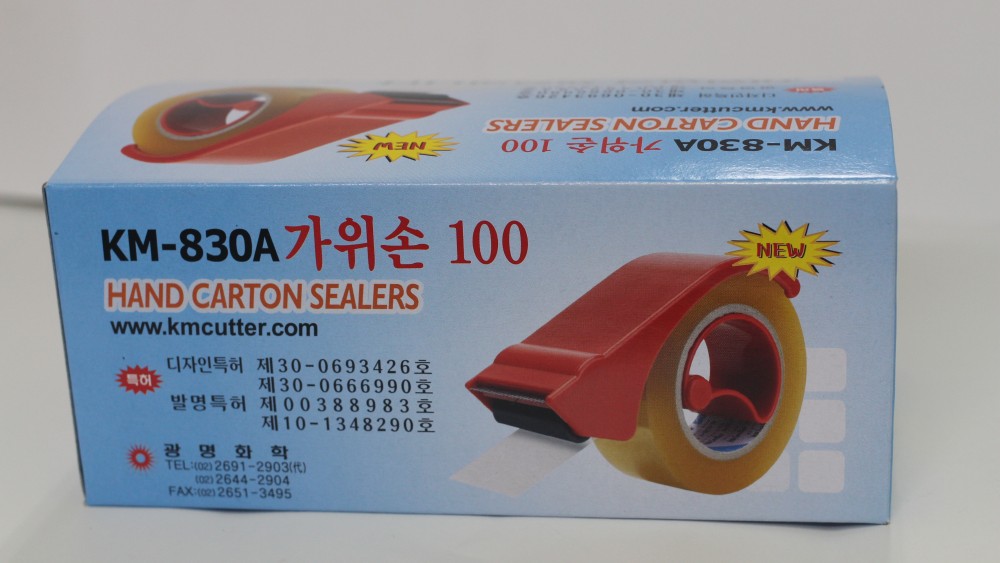 KM-830A 가위손 100
HAND CARTON SEALERS
www.kmcutter.com
NEW
KM-830A 가위손 100
HAND CARTON SEALERS
www.kmcutter.com
NEW
특허
디자인특허 제30-0693426호
제30-0666990호
발명특허 제00388983호
제10-1348290호
광명화학
TEL:(02)2691-2903(代)
(02)2644-2904
FAX:(02)2651-3495